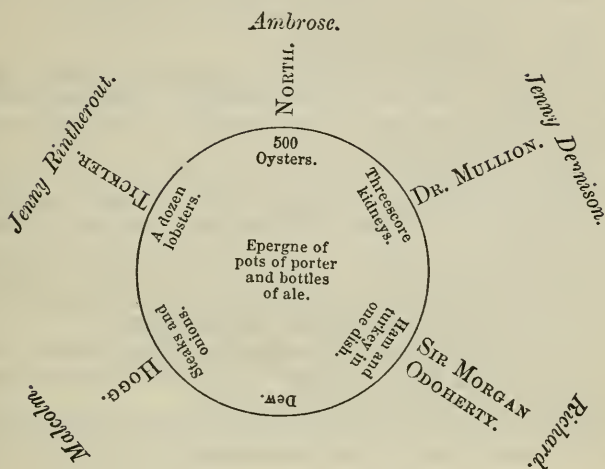 Ambrose.
NORTH.
Jenny Rintherout.
TICKLER.
Jenny Dennison.
DR. MULLION.
500
Oysters.
A dozen
lobsters.
Threescore
kidneys.
Epergne of
pots of porter
and bottles
of ale.
Steaks and
onions.
Ham and
turkey in
one dish.
Dew.
HOGG.
Malcolm.
SIR MORGAN
ODOHERTY.
Richard.